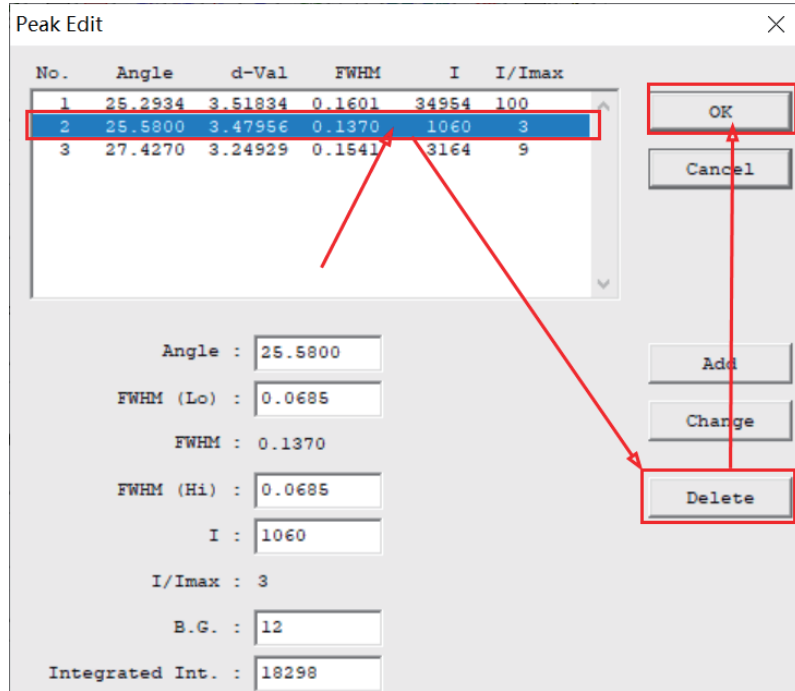 Peak Edit
No. Angle d-Val FWHM I I/Imax
1 25.2934 3.51834 0.1601 34954 100
2 25.5800 3.47956 0.1370 1060 3
3 27.4270 3.24929 0.1541 3164 9
OK
Cancel
Angle : 25.5800
Add
FWHM (Lo) : 0.0685
Change
FWHM : 0.1370
FWHM (Hi) : 0.0685
Delete
I : 1060
I/Imax : 3
B.G. : 12
Integrated Int. : 18298